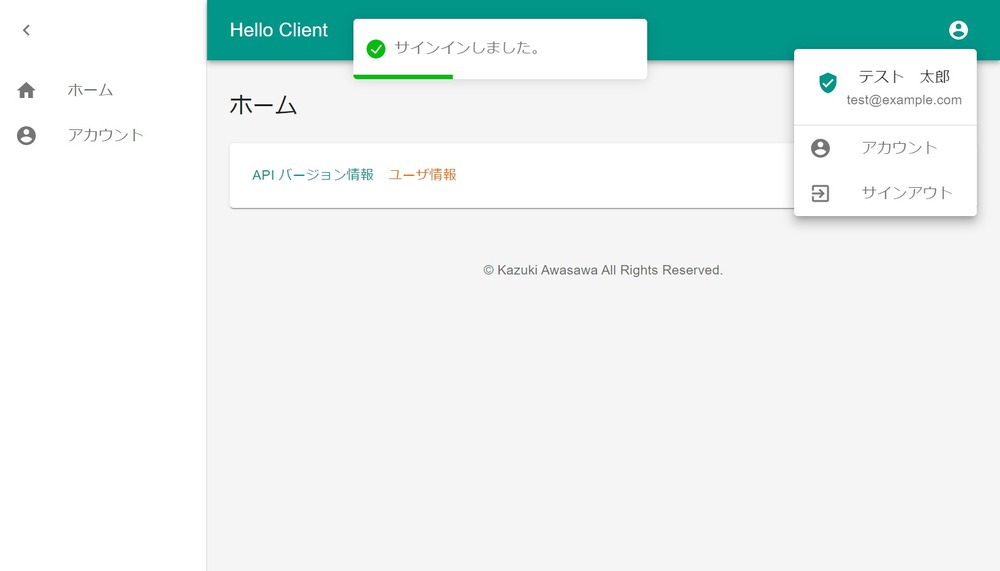 Hello Client
サインインしました。
ホーム
アカウント
テスト　太郎
test@example.com
アカウント
サインアウト
ホーム
API バージョン情報 ユーザ情報
© Kazuki Awasawa All Rights Reserved.